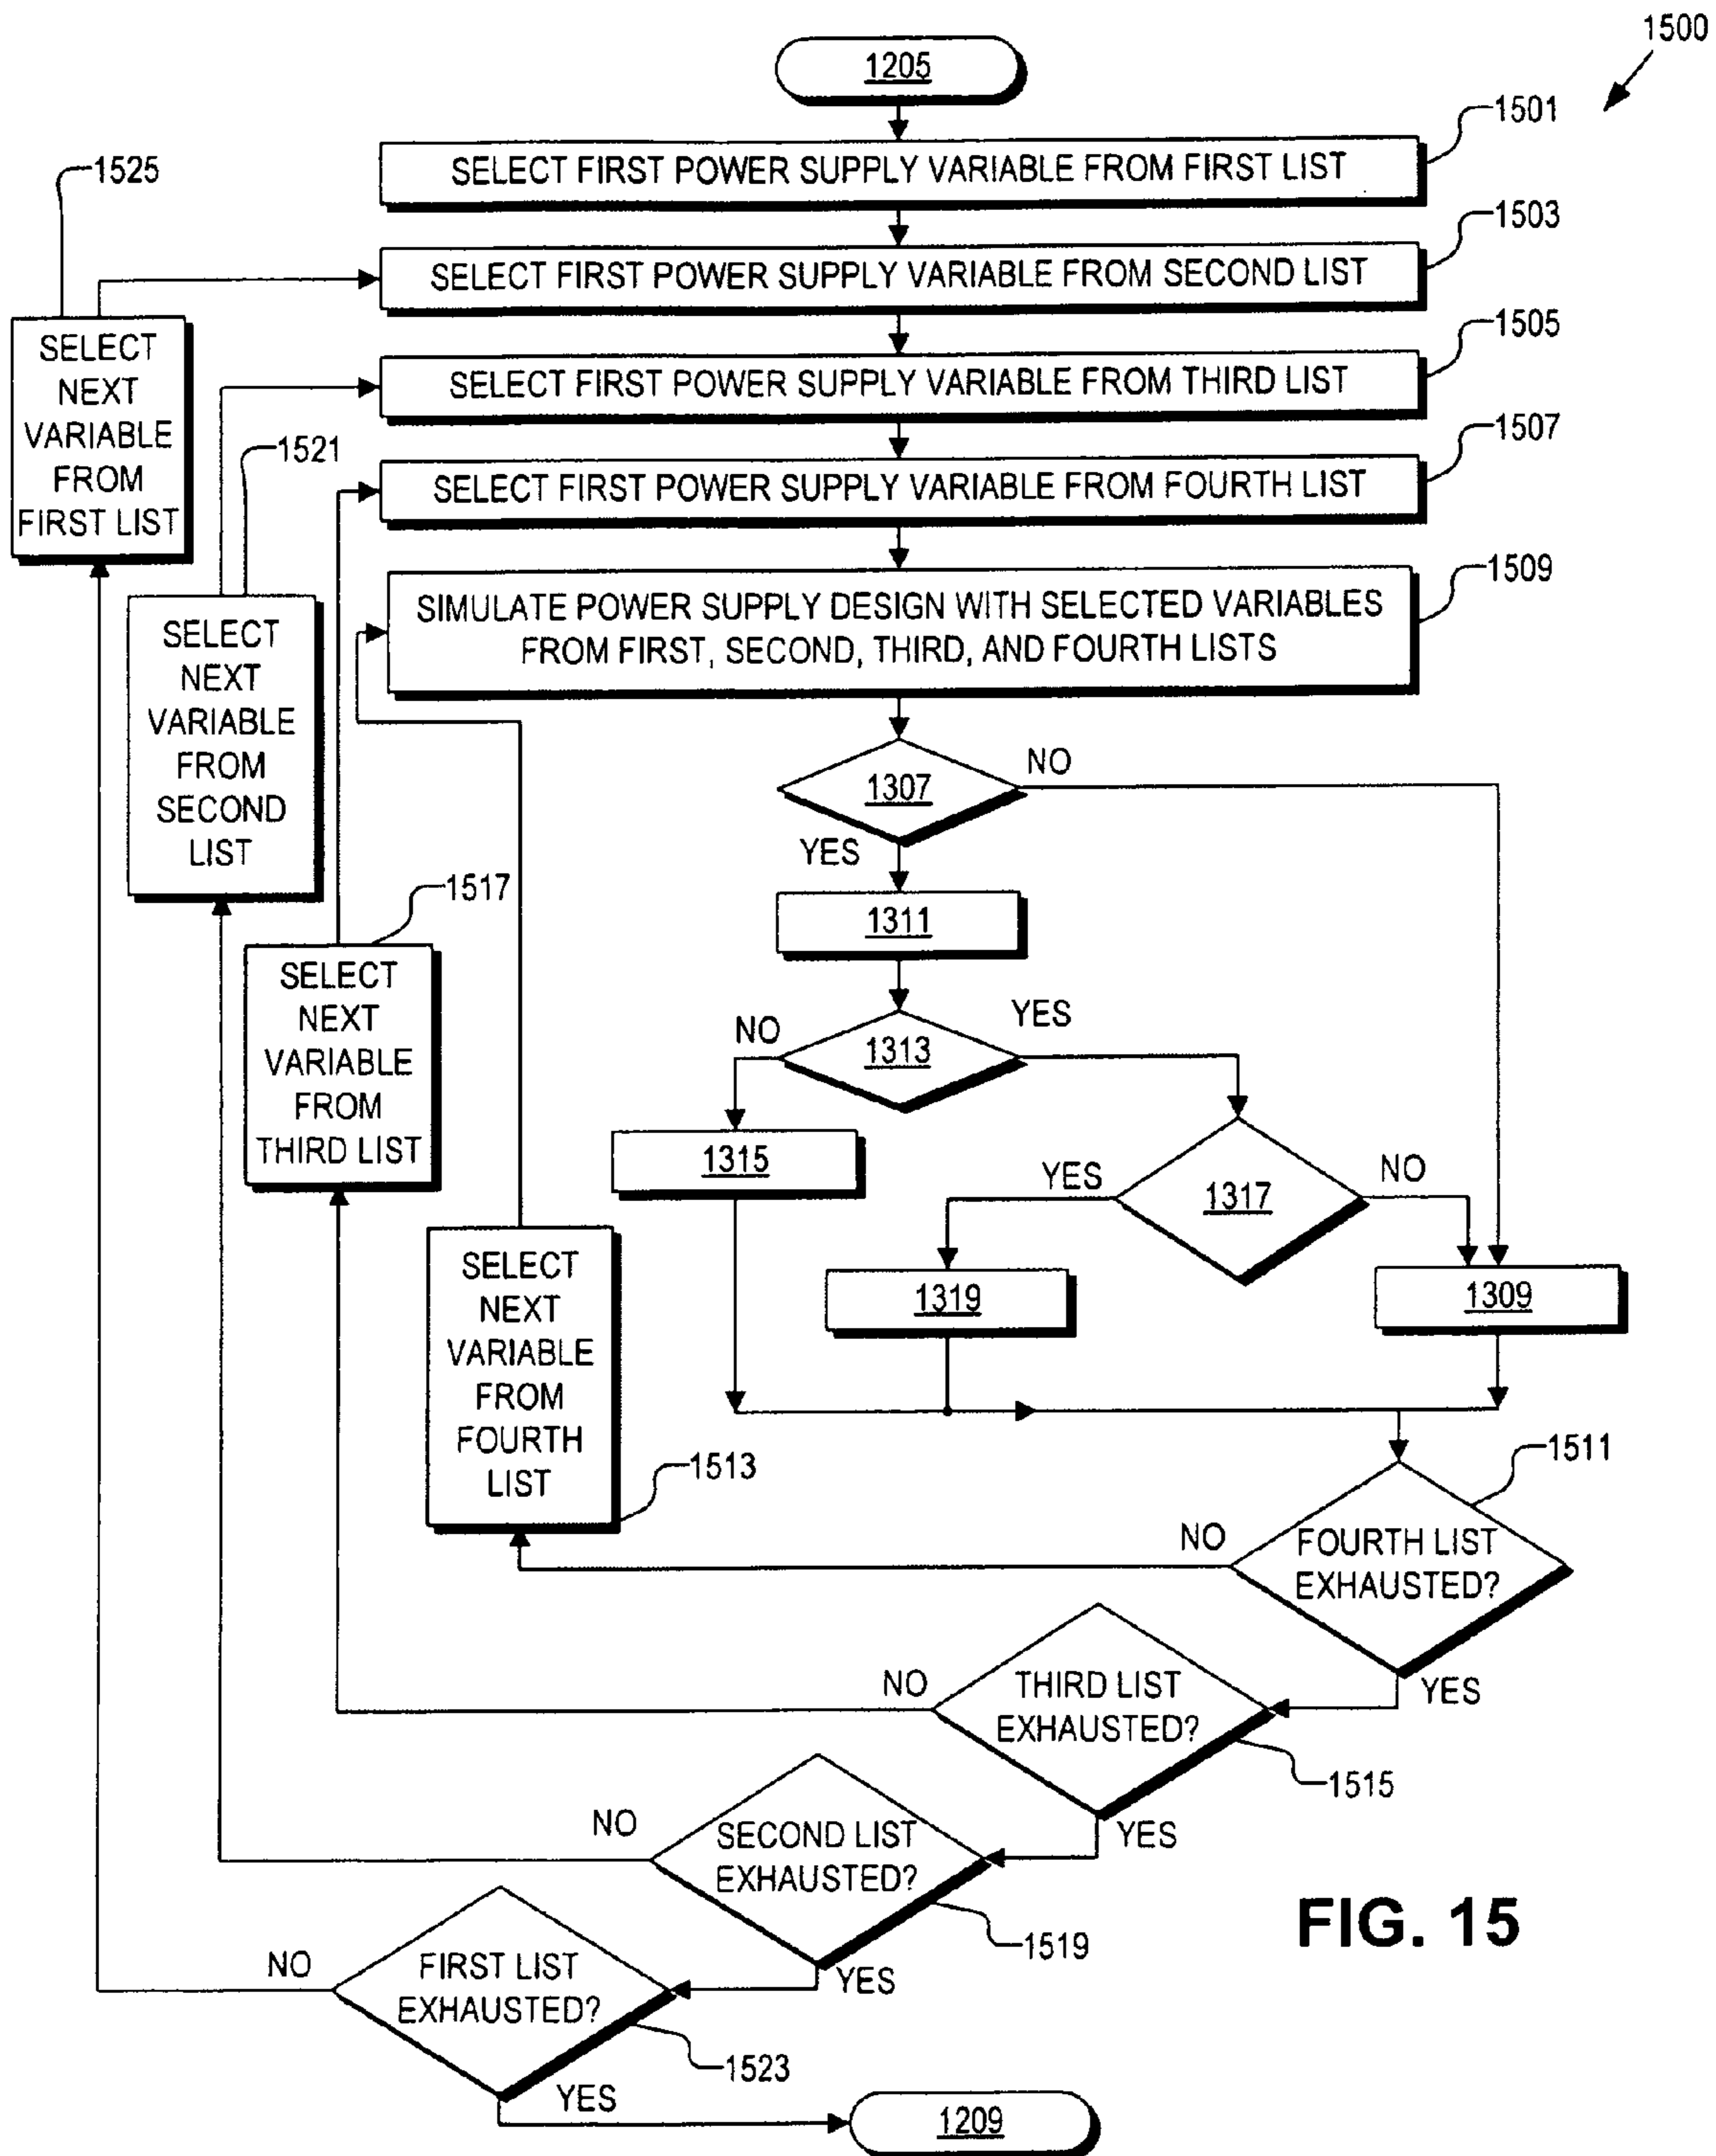 1500
1205
1501
SELECT FIRST POWER SUPPLY VARIABLE FROM FIRST LIST
1525
1503
SELECT FIRST POWER SUPPLY VARIABLE FROM SECOND LIST
1505
SELECT
NEXT
VARIABLE
FROM
FIRST LIST
SELECT FIRST POWER SUPPLY VARIABLE FROM THIRD LIST
1507
1521
SELECT FIRST POWER SUPPLY VARIABLE FROM FOURTH LIST
1509
SIMULATE POWER SUPPLY DESIGN WITH SELECTED VARIABLES
FROM FIRST, SECOND, THIRD, AND FOURTH LISTS
SELECT
NEXT
VARIABLE
FROM
SECOND
LIST
1307
NO
YES
1517
1311
SELECT
NEXT
VARIABLE
FROM
THIRD LIST
NO
1313
YES
1315
YES
1317
NO
SELECT
NEXT
VARIABLE
FROM
FOURTH
LIST
1319
1309
1513
1511
NO
FOURTH LIST
EXHAUSTED?
YES
NO
THIRD LIST
EXHAUSTED?
1515
YES
NO
SECOND LIST
EXHAUSTED?
1519
YES
FIG. 15
NO
FIRST LIST
EXHAUSTED?
1523
YES
1209